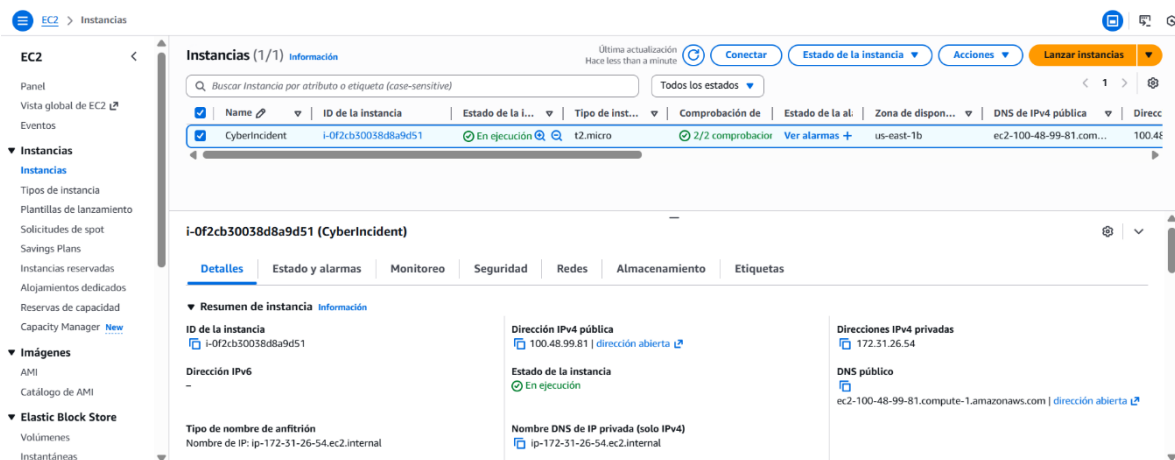 EC2 > Instancias
EC2
Panel
Vista global de EC2
Eventos
Instancias
Instancias
Tipos de instancia
Plantillas de lanzamiento
Solicitudes de spot
Savings Plans
Instancias reservadas
Alojamientos dedicados
Reservas de capacidad
Capacity Manager New
Imágenes
AMI
Catálogo de AMI
Elastic Block Store
Volúmenes
Instantáneas
Instancias (1/1) Información
Última actualización
Hace less than a minute
Conectar
Estado de la instancia
Acciones
Lanzar instancias
Buscar Instancia por atributo o etiqueta (case-sensitive)
Todos los estados
1
Name | ID de la instancia | Estado de la i... | Tipo de inst... | Comprobación de | Estado de la al | Zona de dispon... | DNS de IPv4 pública | Direcc
CyberIncident i-0f2cb30038d8a9d51 En ejecución t2.micro 2/2 comprobacior Ver alarmas + us-east-1b ec2-100-48-99-81.com... 100.48
i-0f2cb30038d8a9d51 (CyberIncident)
Detalles Estado y alarmas Monitoreo Seguridad Redes Almacenamiento Etiquetas
Resumen de instancia Información
ID de la instancia
i-0f2cb30038d8a9d51
Dirección IPv4 pública
100.48.99.81 | dirección abierta
Direcciones IPv4 privadas
172.31.26.54
Dirección IPv6
–
Estado de la instancia
En ejecución
DNS público
ec2-100-48-99-81.compute-1.amazonaws.com | dirección abierta
Tipo de nombre de anfitrión
Nombre de IP: ip-172-31-26-54.ec2.internal
Nombre DNS de IP privada (solo IPv4)
ip-172-31-26-54.ec2.internal